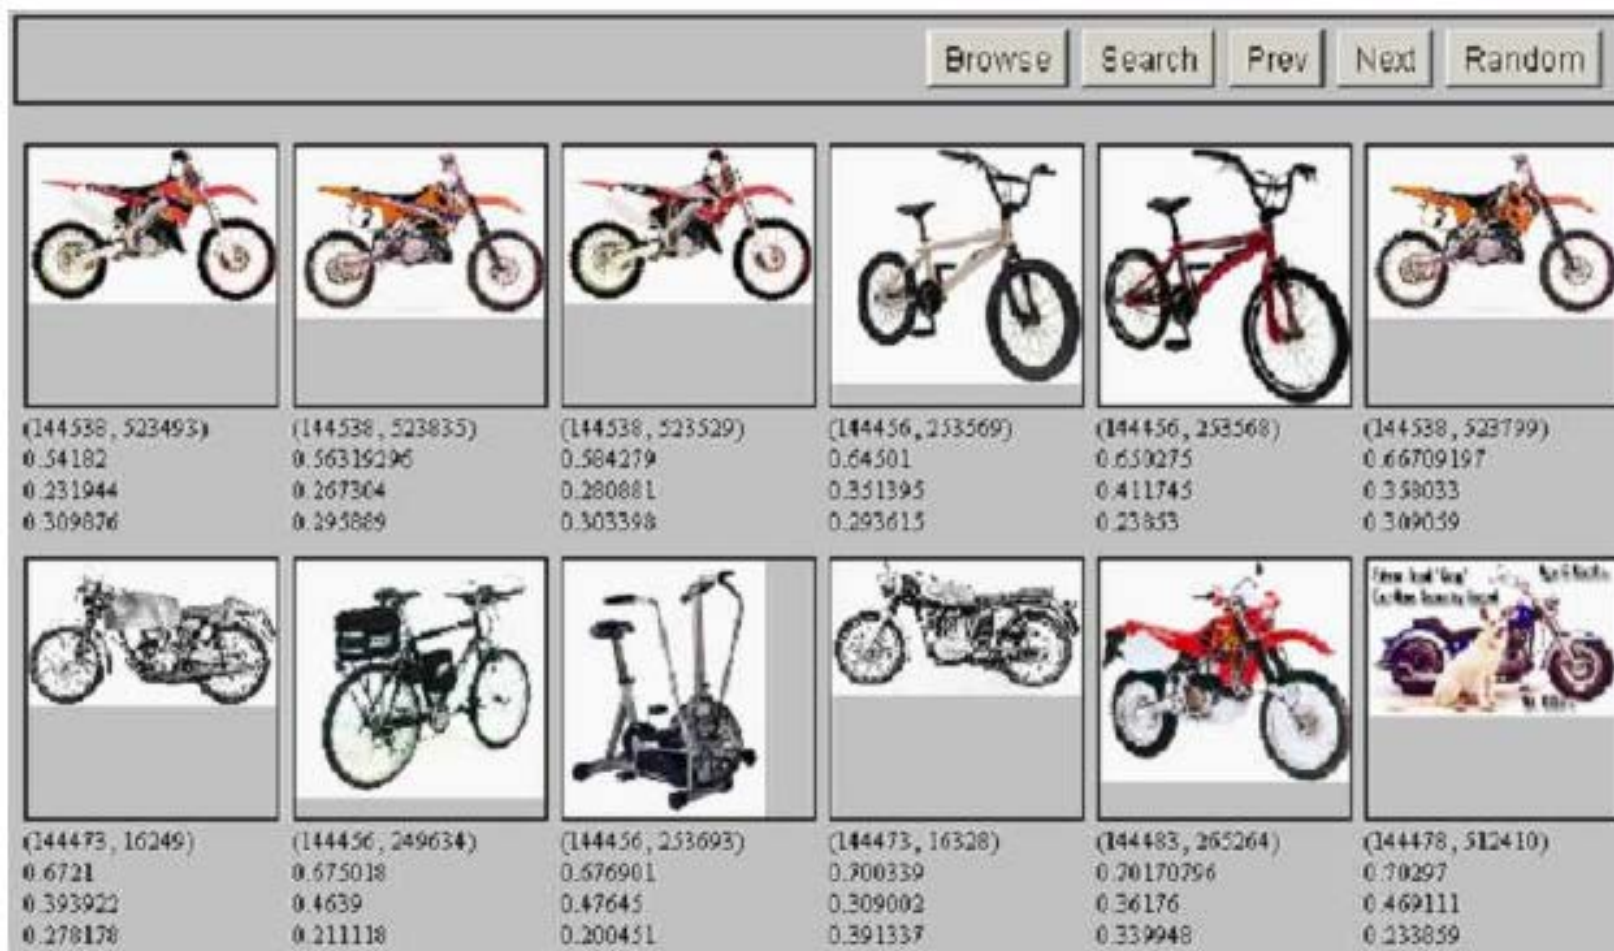 Browse Search Prev Next Random
(144538, 523493) (144538, 523835) (144538, 523529) (144456, 253569) (144456, 253568) (144538, 523799)
0.54182 0.56319296 0.584279 0.64501 0.650275 0.66709197
0.231944 0.267304 0.280881 0.351395 0.411745 0.358033
0.309876 0.295889 0.303398 0.293615 0.23853 0.309059
(144473, 16249) (144456, 249634) (144456, 253693) (144473, 16328) (144483, 265264) (144478, 512410)
0.6721 0.675018 0.676901 0.700339 0.70170796 0.70297
0.393922 0.4639 0.47645 0.309002 0.36176 0.469111
0.278178 0.211118 0.200451 0.391337 0.339948 0.233859